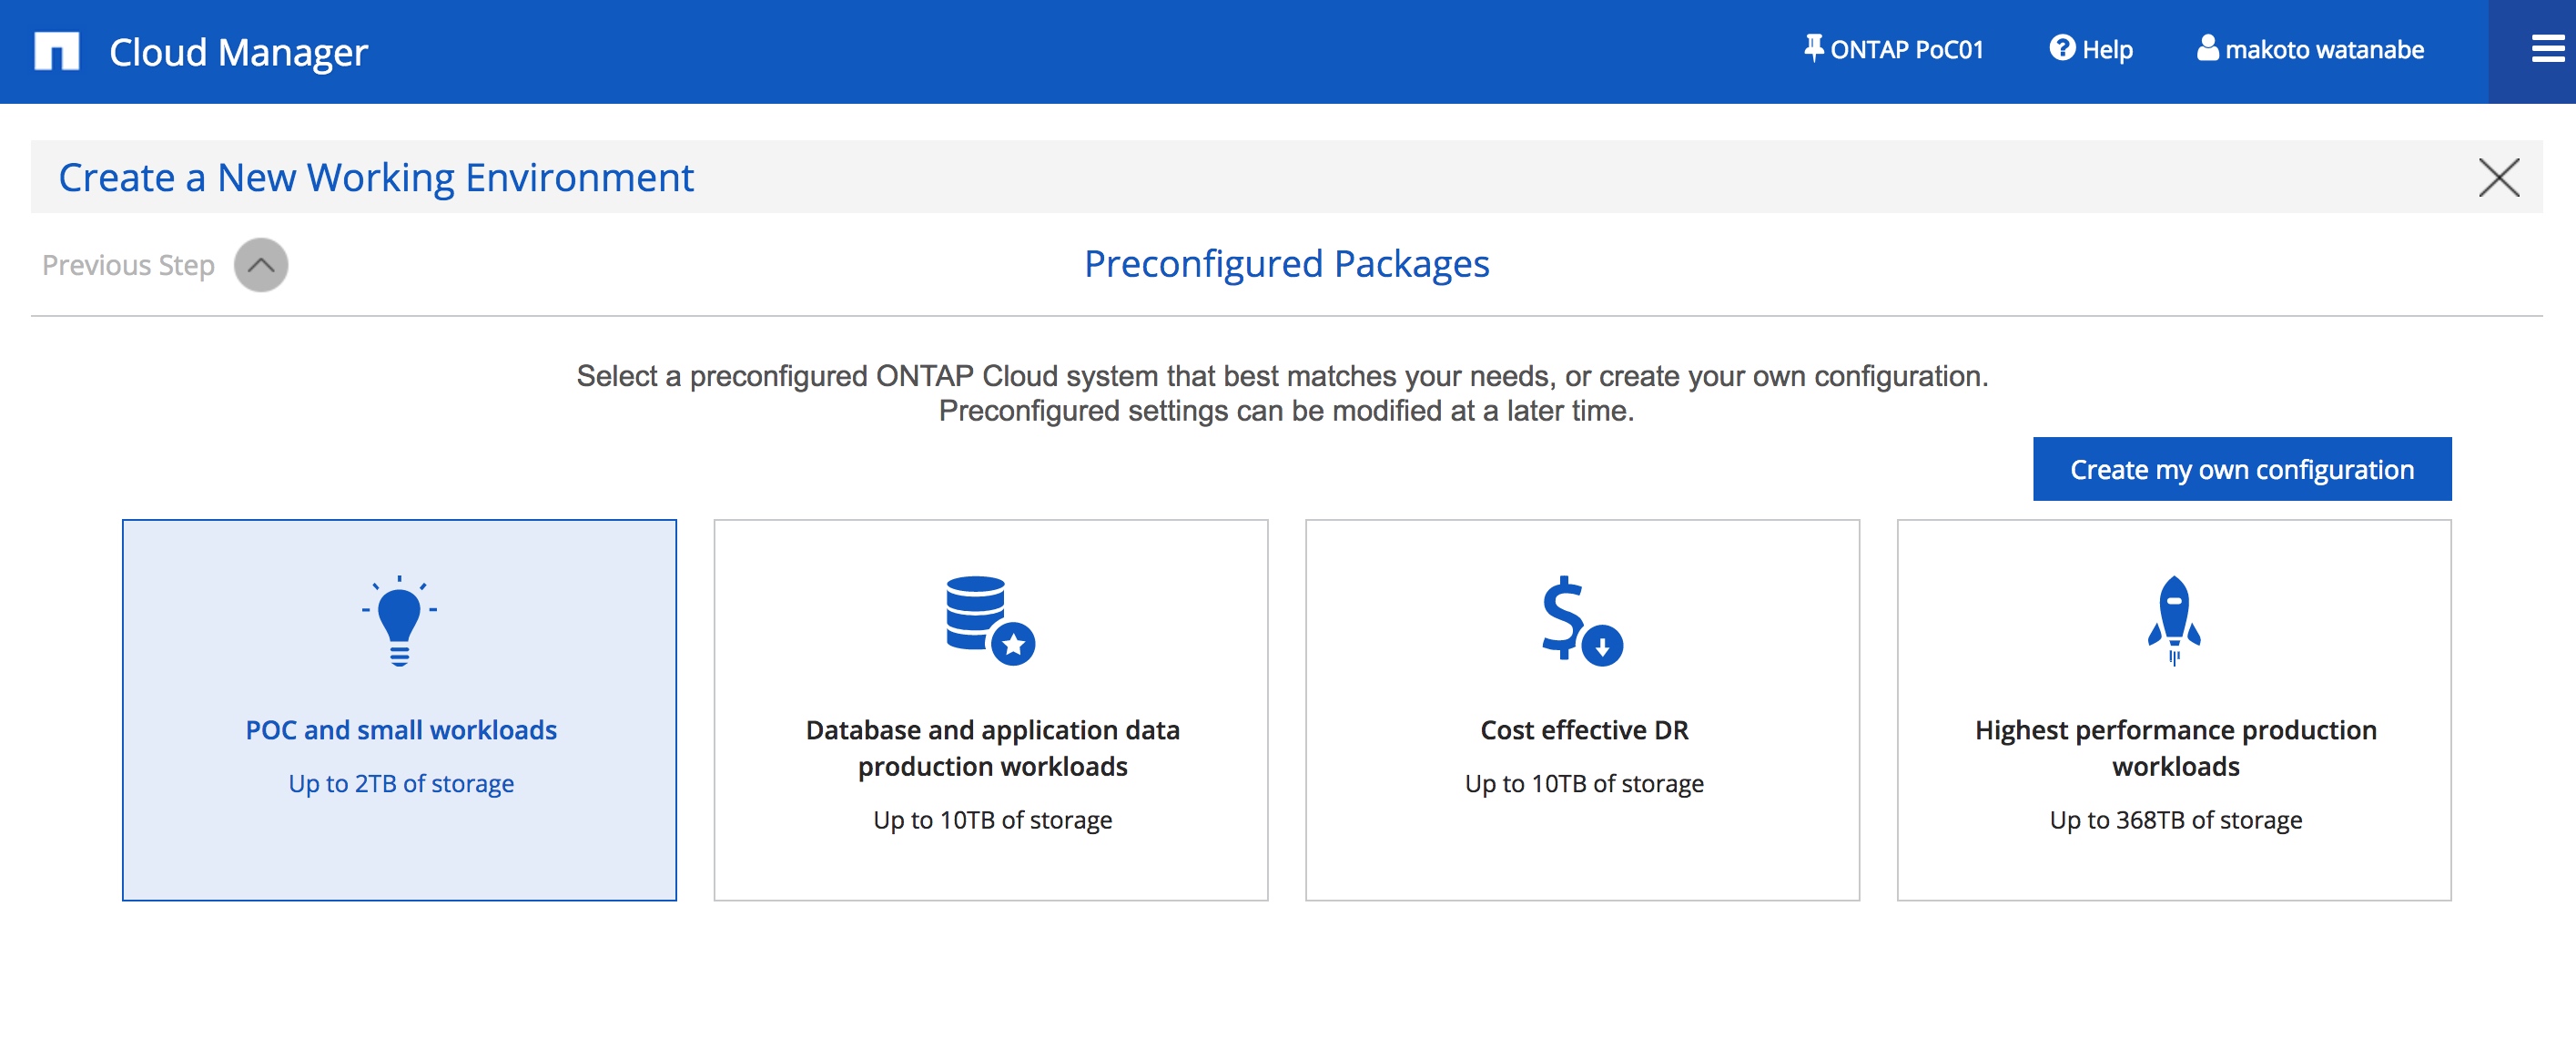 Cloud Manager
ONTAP PoC01
Help
makoto watanabe
Create a New Working Environment
Previous Step
Preconfigured Packages
Select a preconfigured ONTAP Cloud system that best matches your needs, or create your own configuration.
Preconfigured settings can be modified at a later time.
Create my own configuration
POC and small workloads
Up to 2TB of storage
Database and application data
production workloads
Up to 10TB of storage
Cost effective DR
Up to 10TB of storage
Highest performance production
workloads
Up to 368TB of storage